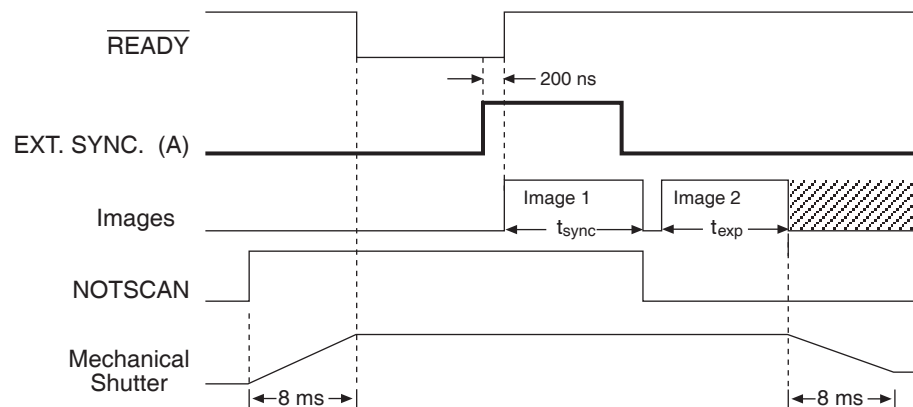 READY
200 ns
EXT. SYNC. (A)
Images
Image 1
Image 2
tsync
texp
NOTSCAN
Mechanical
Shutter
8 ms
8 ms